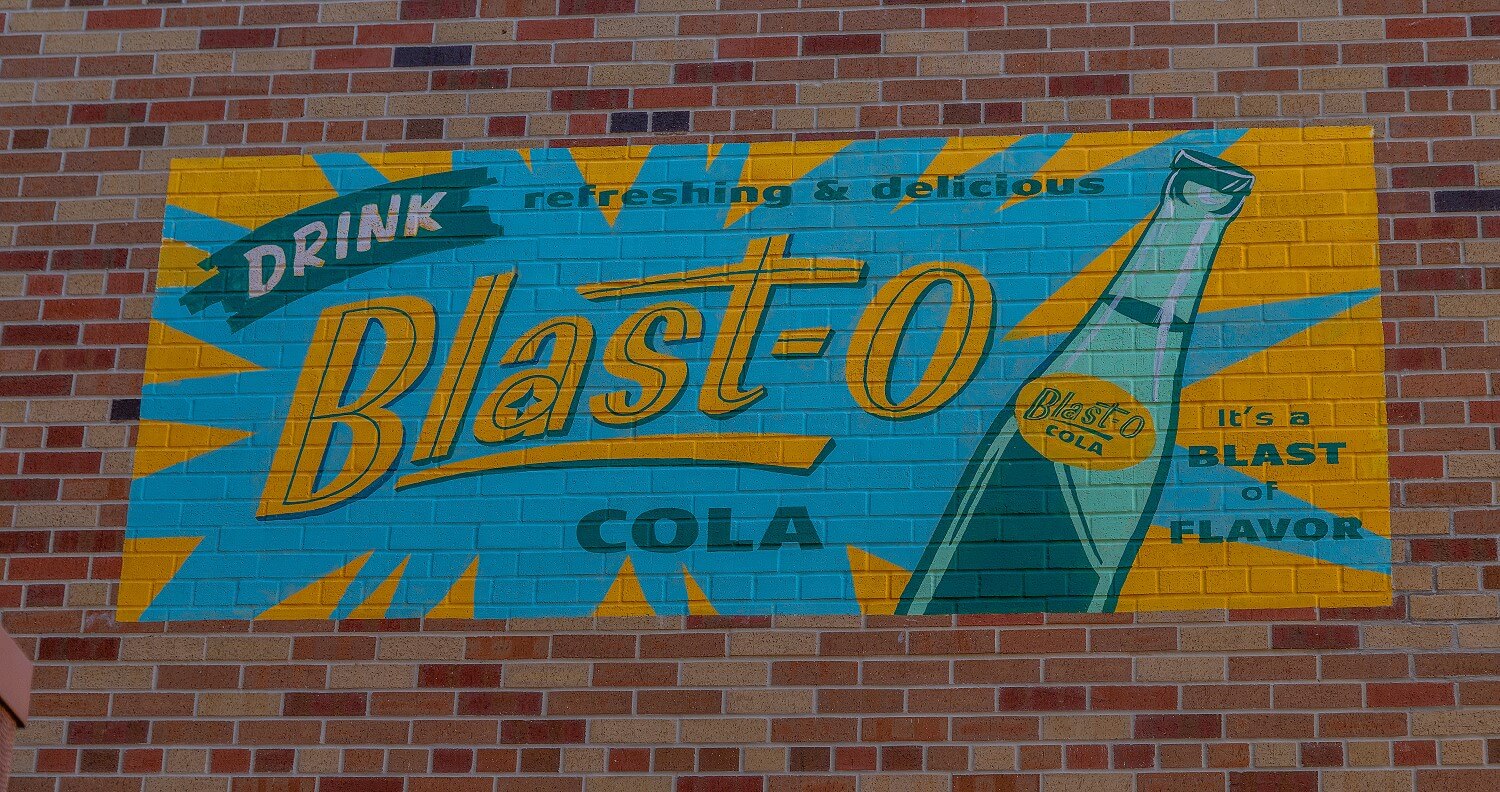 DRINK
refreshing & delicious
Blast-O
COLA
Blast-O
COLA
It's a
BLAST
of
FLAVOR